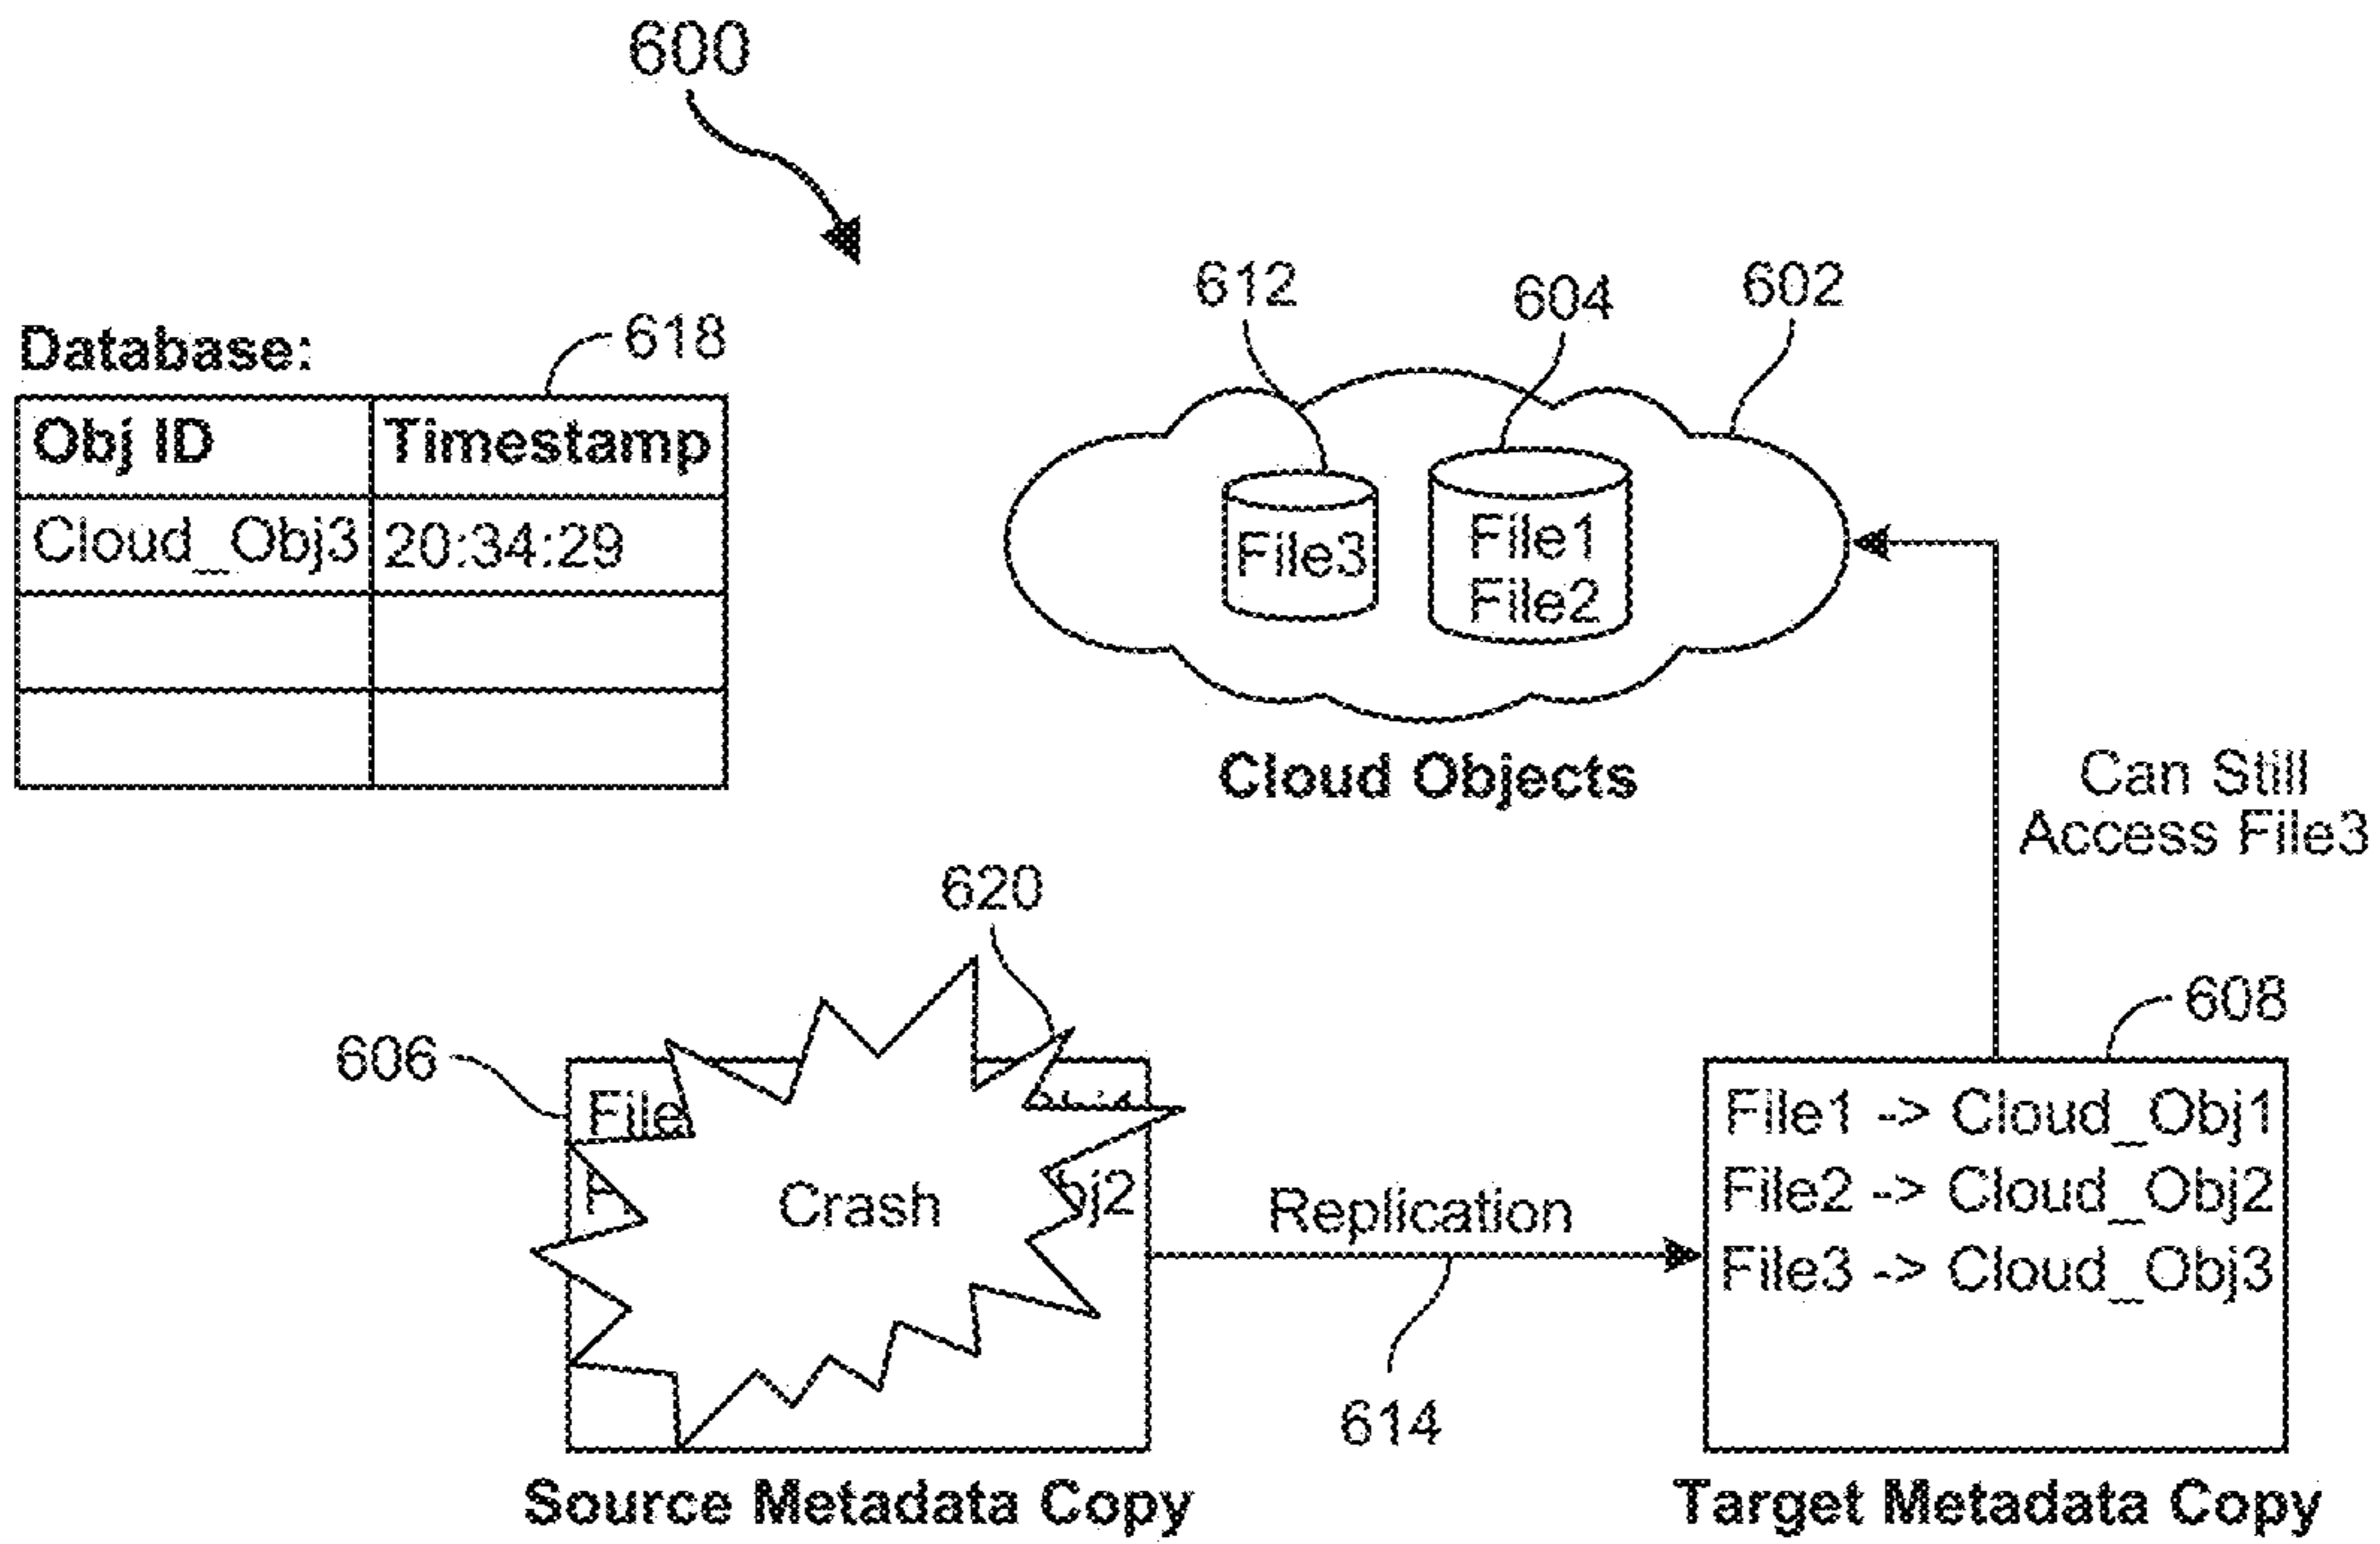 600
612
604
602
Database:
618
Obj ID
Timestamp
Cloud_Obj3
20:34:29
File3
File1
File2
Cloud Objects
Can Still
Access File3
620
606
608
File
bj2
Crash
Replication
614
File1 -> Cloud_Obj1
File2 -> Cloud_Obj2
File3 -> Cloud_Obj3
Source Metadata Copy
Target Metadata Copy